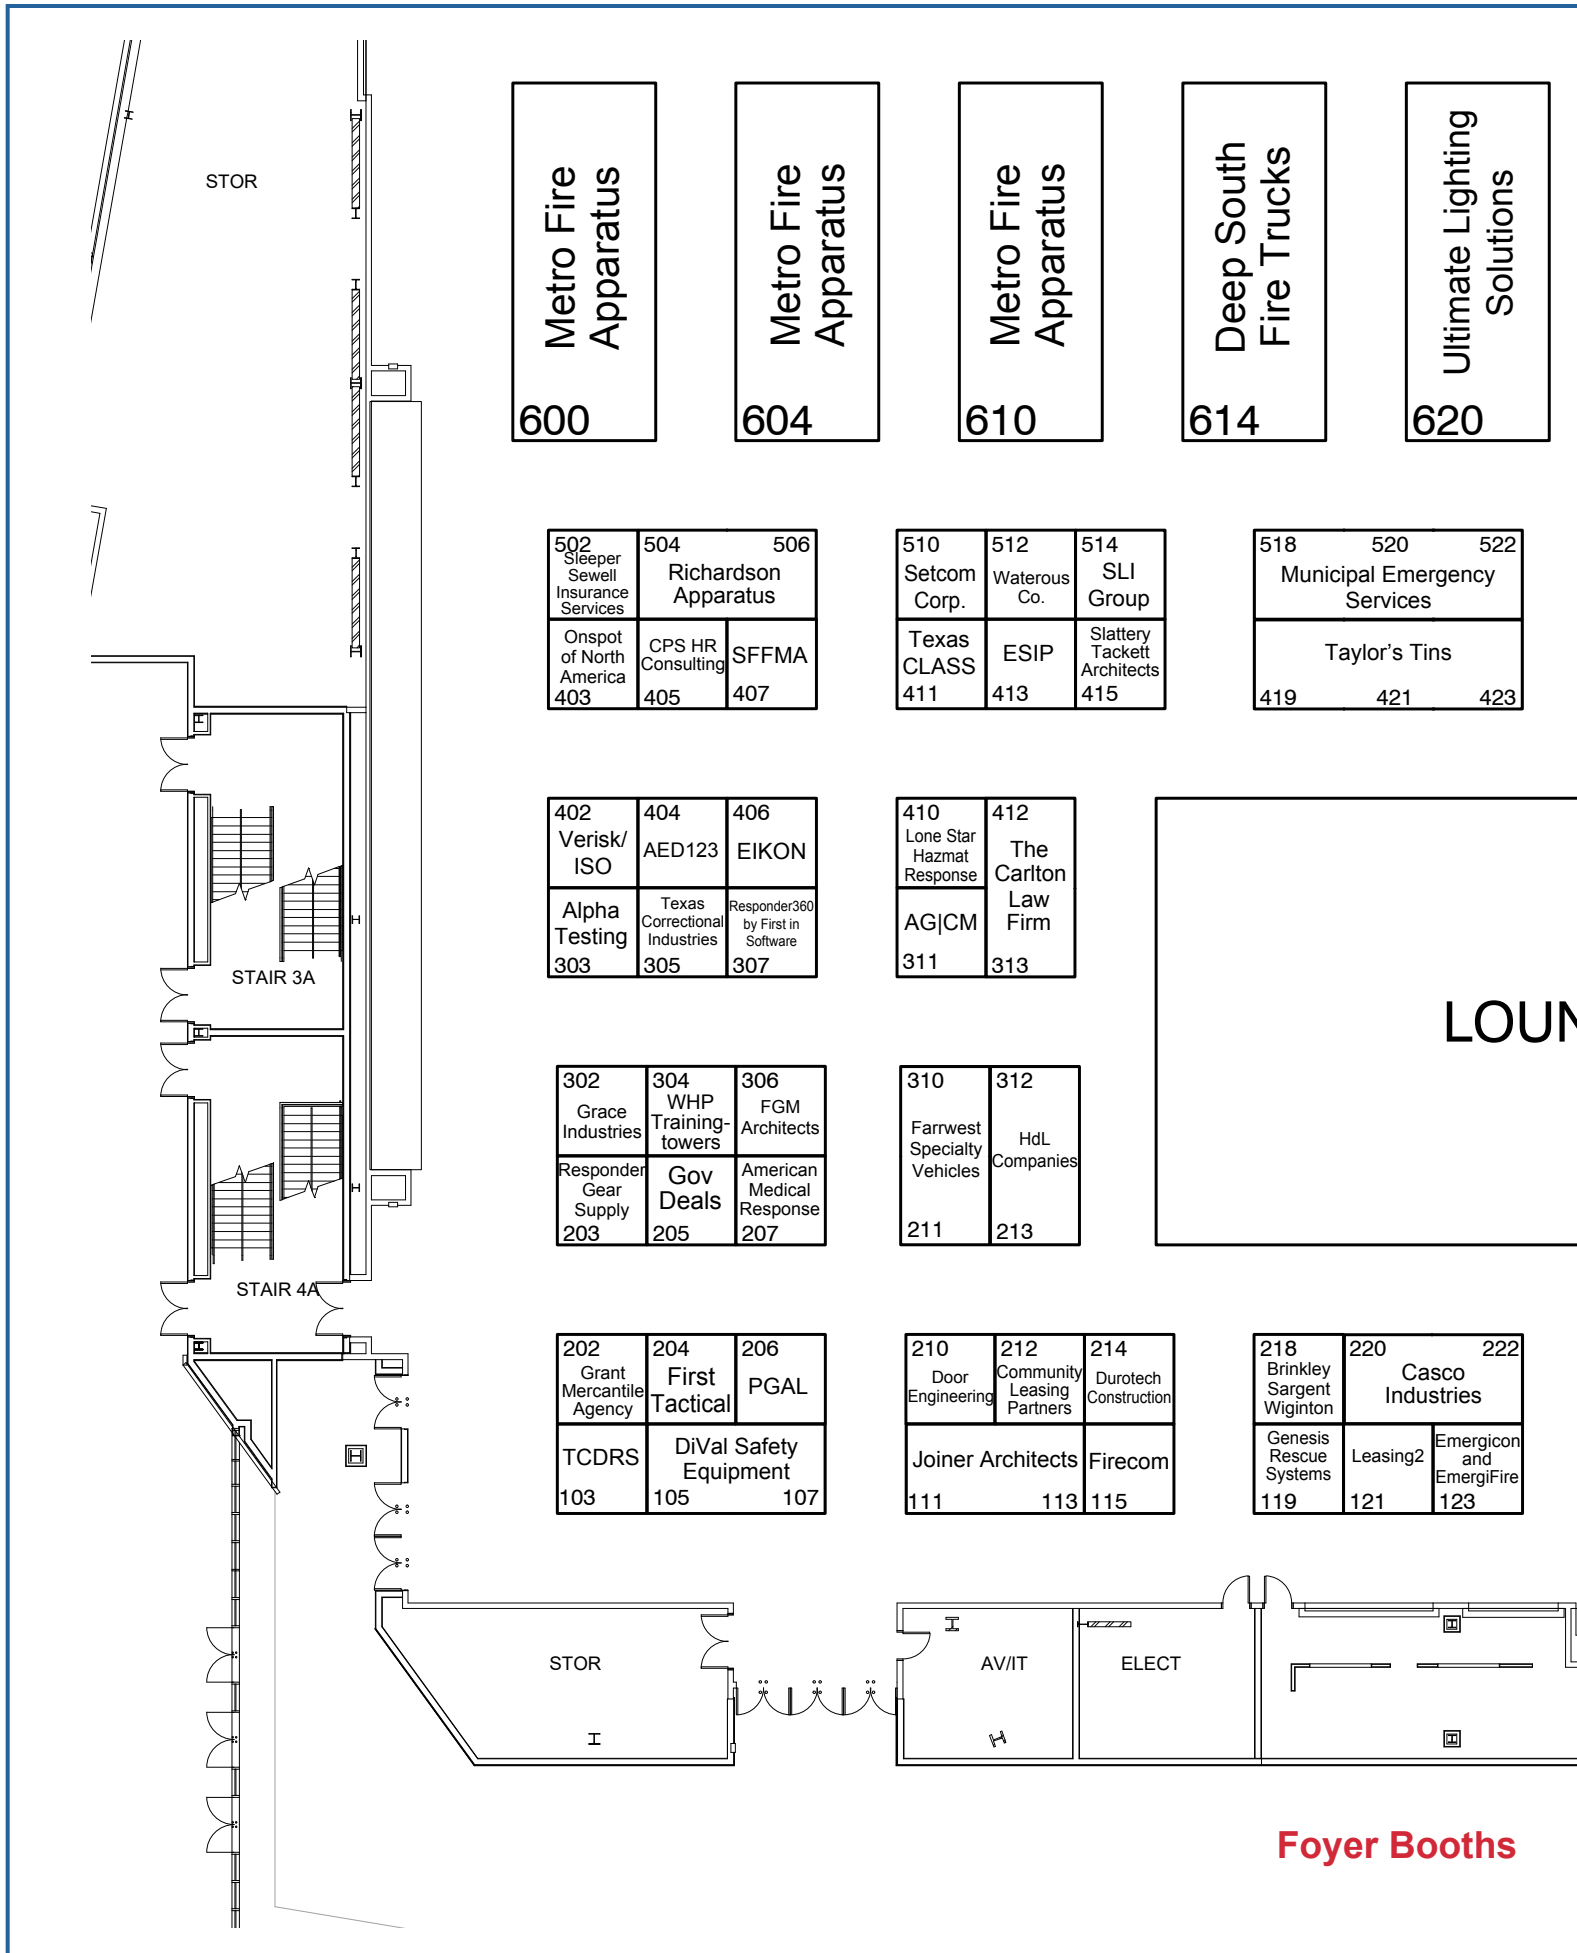 STOR
Metro Fire
Apparatus
600
Metro Fire
Apparatus
604
Metro Fire
Apparatus
610
Deep South
Fire Trucks
614
Ultimate Lighting
Solutions
620
502
Sleeper
Sewell
Insurance
Services
504 506
Richardson
Apparatus
Onspot
of North
America
403
CPS HR
Consulting
405
SFFMA
407
510
Setcom
Corp.
512
Waterous
Co.
514
SLI
Group
Texas
CLASS
411
ESIP
413
Slattery
Tackett
Architects
415
518 520 522
Municipal Emergency
Services
Taylor's Tins
419 421 423
402
Verisk/
ISO
404
AED123
406
EIKON
Alpha
Testing
303
Texas
Correctional
Industries
305
Responder360
by First in
Software
307
410
Lone Star
Hazmat
Response
AG|CM
311
412
The
Carlton
Law
Firm
313
STAIR 3A
LOUN
302
Grace
Industries
304
WHP
Training-
towers
306
FGM
Architects
Responder
Gear
Supply
203
Gov
Deals
205
American
Medical
Response
207
310
Farrwest
Specialty
Vehicles
211
312
HdL
Companies
213
STAIR 4A
202
Grant
Mercantile
Agency
204
First
Tactical
206
PGAL
TCDRS
103
DiVal Safety
Equipment
105 107
210
Door
Engineering
212
Community
Leasing
Partners
214
Durotech
Construction
Joiner Architects
111 113
Firecom
115
218
Brinkley
Sargent
Wiginton
220 222
Casco
Industries
Genesis
Rescue
Systems
119
Leasing2
121
Emergicon
and
EmergiFire
123
STOR
AV/IT
ELECT
Foyer Booths